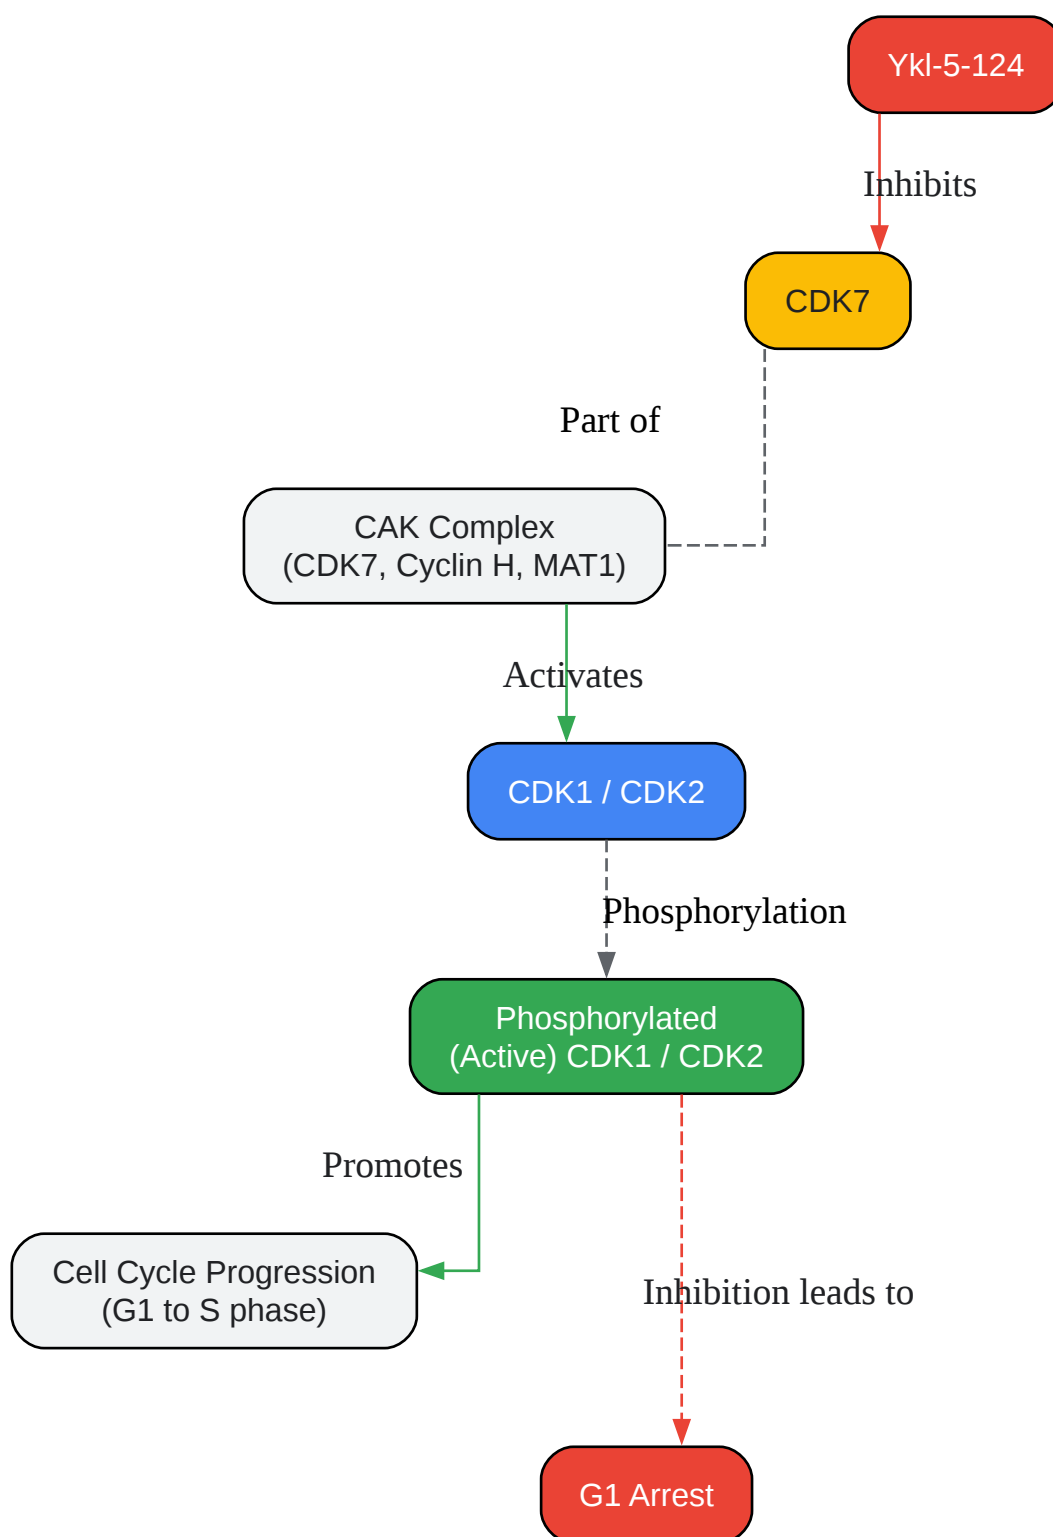 Ykl-5-124
Inhibits
CDK7
Part of
CAK Complex
(CDK7, Cyclin H, MAT1)
Activates
CDK1 / CDK2
Phosphorylation
Phosphorylated
(Active) CDK1 / CDK2
Promotes
Cell Cycle Progression
(G1 to S phase)
Inhibition leads to
G1 Arrest